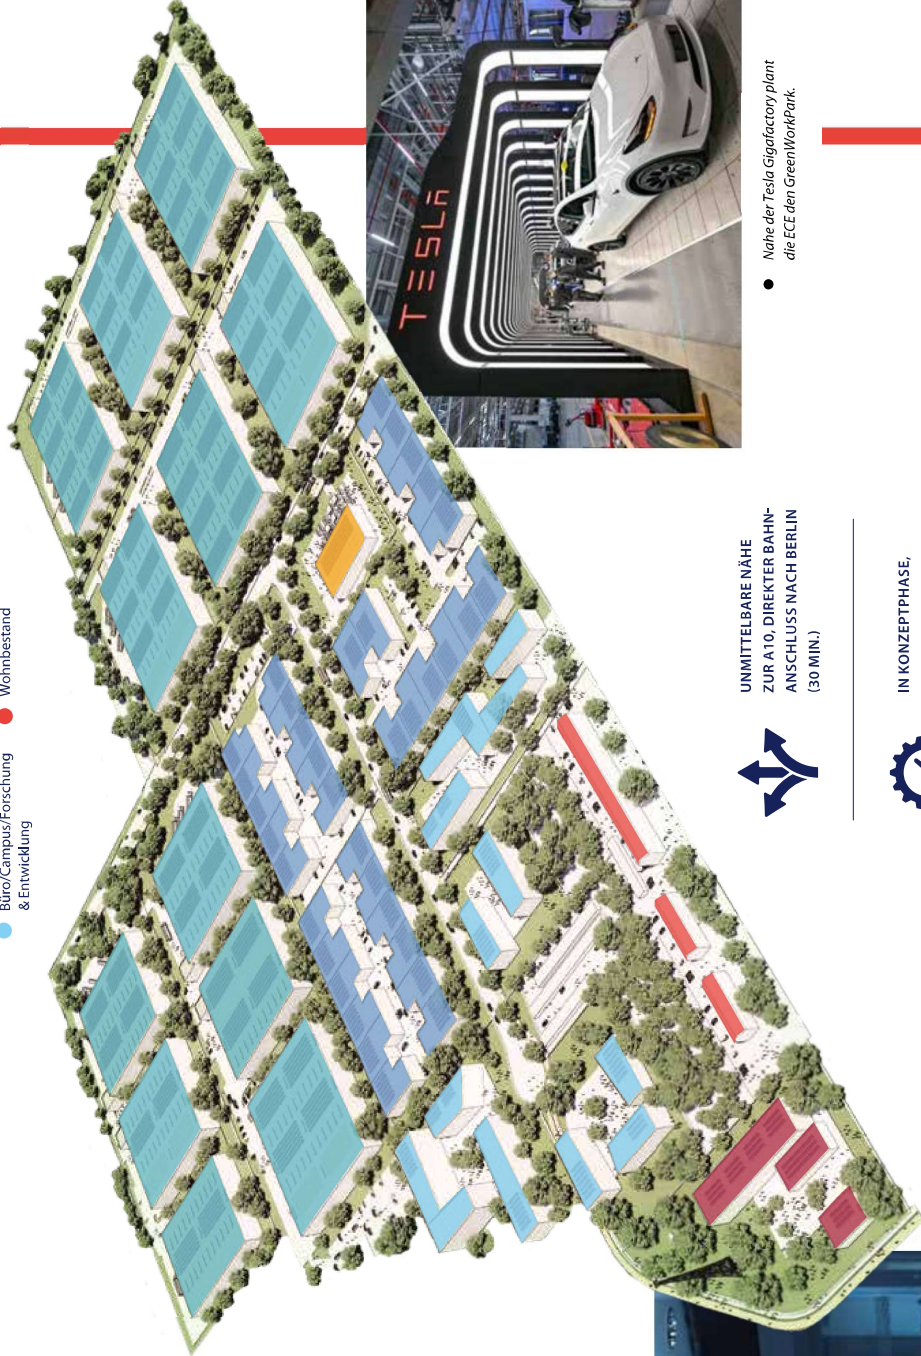 Büro/Campus/Forschung
& Entwicklung
Wohnbestand
TESLA
Nahe der Tesla Gigafactory plant
die ECE den GreenWorkPark.
UNMITTELBARE NÄHE
ZUR A10, DIREKTER BAHN-
ANSCHLUSS NACH BERLIN
(30 MIN.)
IN KONZEPTPHASE,